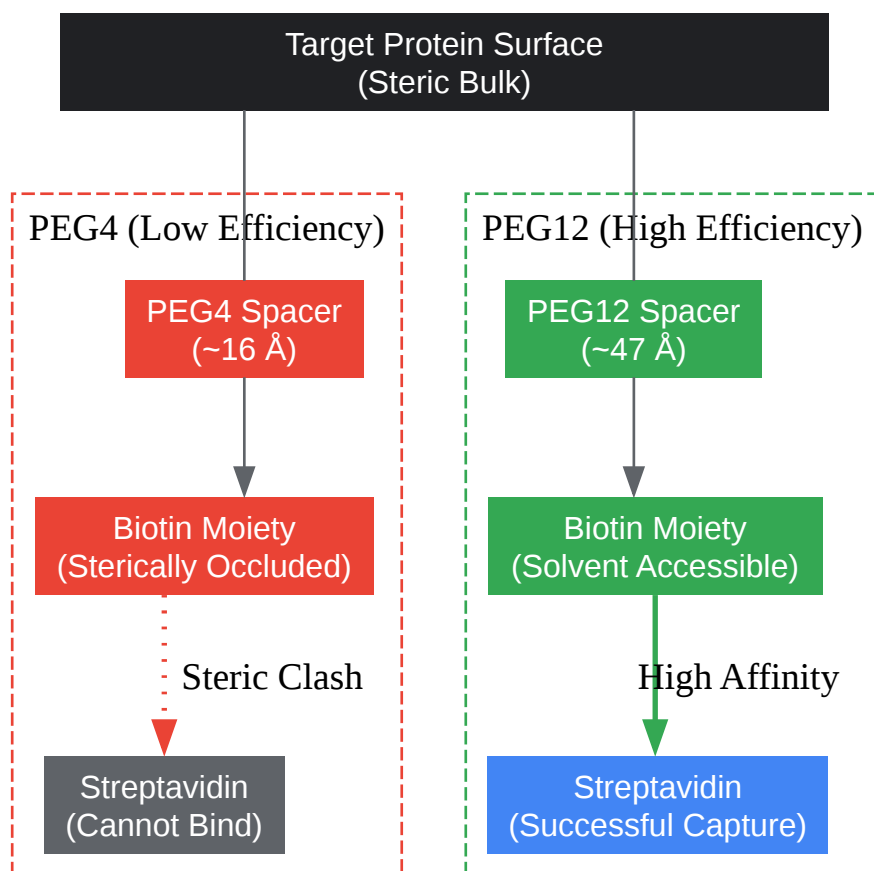 Target Protein Surface
(Steric Bulk)
PEG4 (Low Efficiency)
PEG4 Spacer
(~16 Å)
Biotin Moiety
(Sterically Occluded)
Steric Clash
Streptavidin
(Cannot Bind)
PEG12 (High Efficiency)
PEG12 Spacer
(~47 Å)
Biotin Moiety
(Solvent Accessible)
High Affinity
Streptavidin
(Successful Capture)